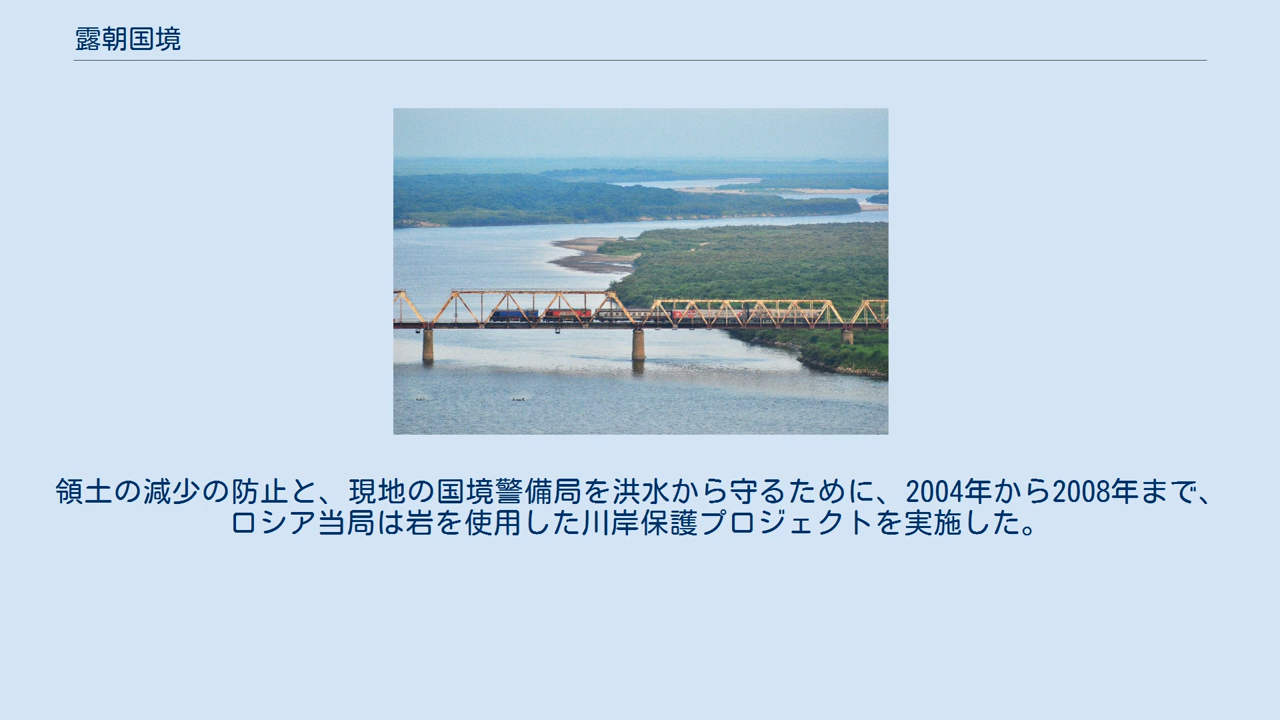 露朝国境
領土の減少の防止と、現地の国境警備局を洪水から守るために、2004年から2008年まで、
ロシア当局は岩を使用した川岸保護プロジェクトを実施した。